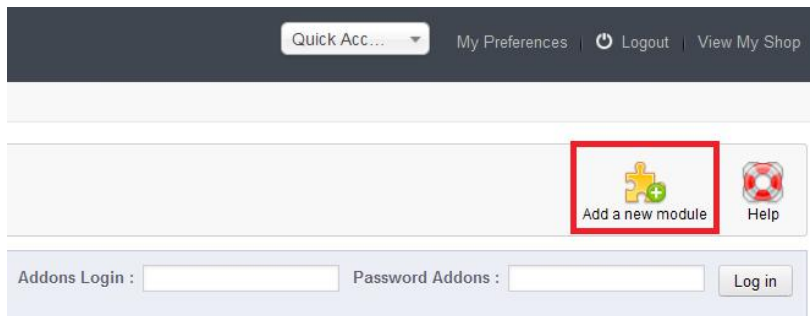 Quick Acc... My Preferences Logout View My Shop
Add a new module Help
Addons Login : Password Addons : Log in